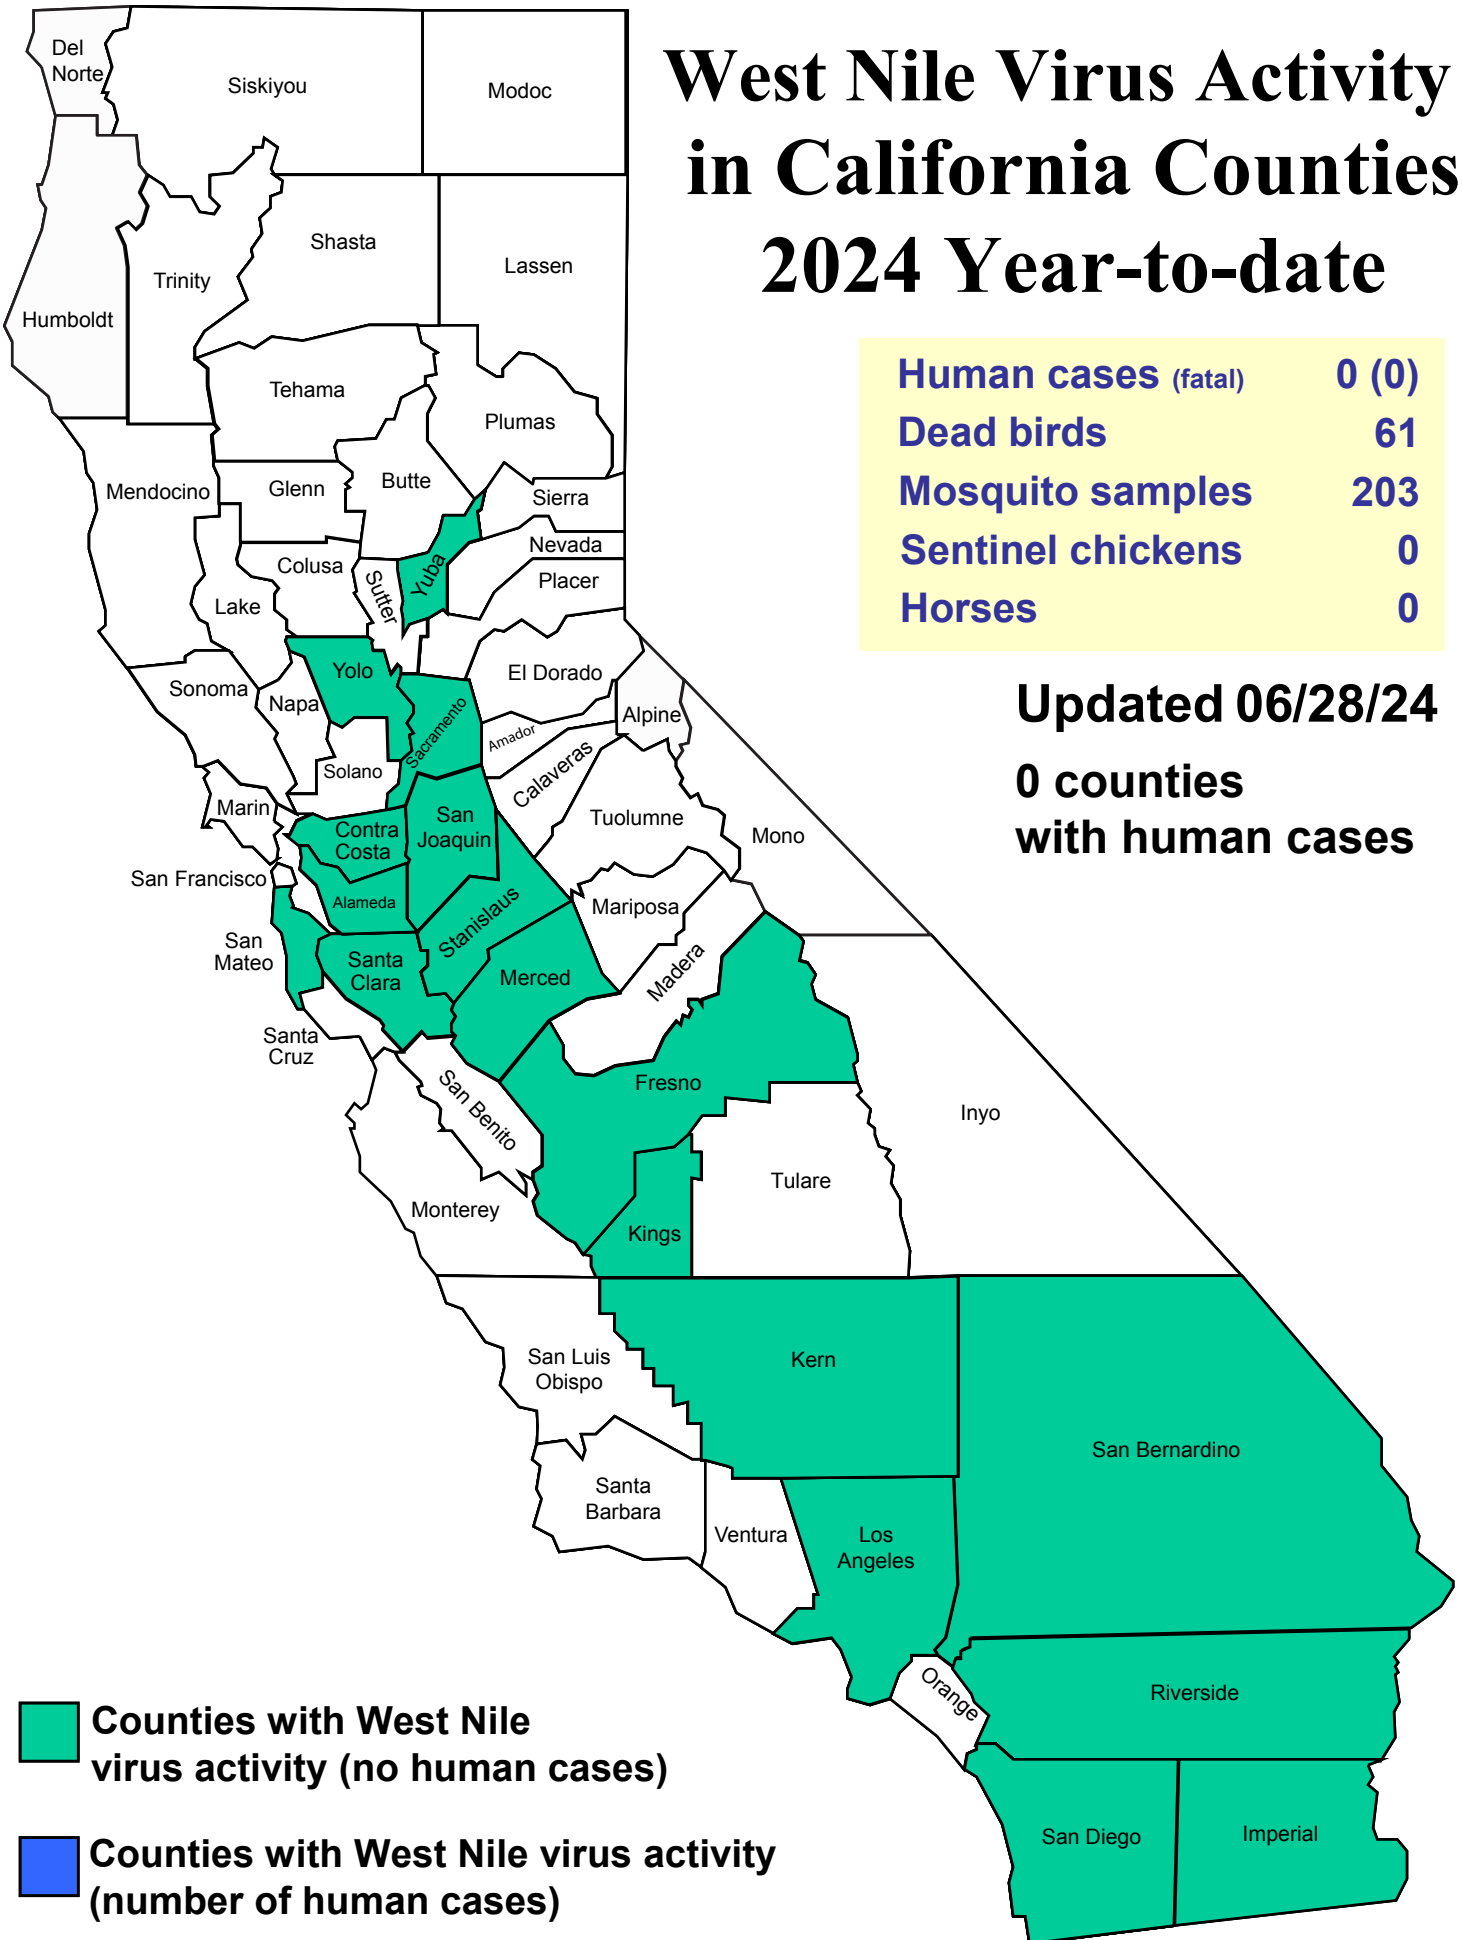 West Nile Virus Activity
in California Counties
2024 Year-to-date
Human cases (fatal) 0 (0)
Dead birds 61
Mosquito samples 203
Sentinel chickens 0
Horses 0
Updated 06/28/24
0 counties
with human cases
Del
Norte
Siskiyou
Modoc
Humboldt
Trinity
Shasta
Lassen
Tehama
Plumas
Mendocino
Glenn
Butte
Sierra
Nevada
Placer
Colusa
Sutter
Yuba
Lake
Sonoma
Napa
Yolo
Sacramento
El Dorado
Alpine
Amador
Calaveras
Solano
Marin
Contra
Costa
San
Joaquin
Tuolumne
Mono
San Francisco
Alameda
Stanislaus
Mariposa
San
Mateo
Santa
Clara
Merced
Madera
Santa
Cruz
San Benito
Fresno
Inyo
Monterey
Kings
Tulare
San Luis
Obispo
Kern
San Bernardino
Santa
Barbara
Ventura
Los
Angeles
Orange
Riverside
San Diego
Imperial
Counties with West Nile
virus activity (no human cases)
Counties with West Nile virus activity
(number of human cases)